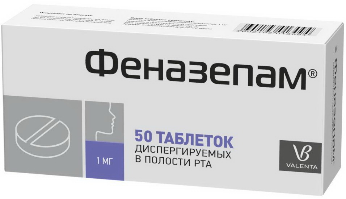 Феназепам®
50 ТАБЛЕТОК
ДИСПЕРГИРУЕМЫХ
В ПОЛОСТИ РТА
1 МГ
VALENTA